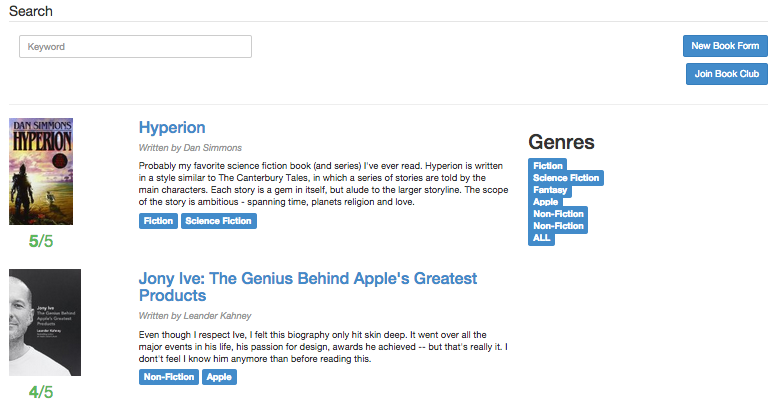 Search
Keyword
New Book Form
Join Book Club
DAN SIMMONS
HYPERION
5/5
Hyperion
Written by Dan Simmons
Probably my favorite science fiction book (and series) I've ever read. Hyperion is written
in a style similar to The Canterbury Tales, in which a series of stories are told by the
main characters. Each story is a gem in itself, but alude to the larger storyline. The scope
of the story is ambitious - spanning time, planets religion and love.
Fiction Science Fiction
Genres
Fiction
Science Fiction
Fantasy
Apple
Non-Fiction
Non-Fiction
ALL
Jony Ive
The Genius Behind
Apple's Greatest
Products
Leander Kahney
4/5
Jony Ive: The Genius Behind Apple's Greatest
Products
Written by Leander Kahney
Even though I respect Ive, I felt this biography only hit skin deep. It went over all the
major events in his life, his passion for design, awards he achieved -- but that's really it. I
dont't feel I know him anymore than before reading this.
Non-Fiction Apple